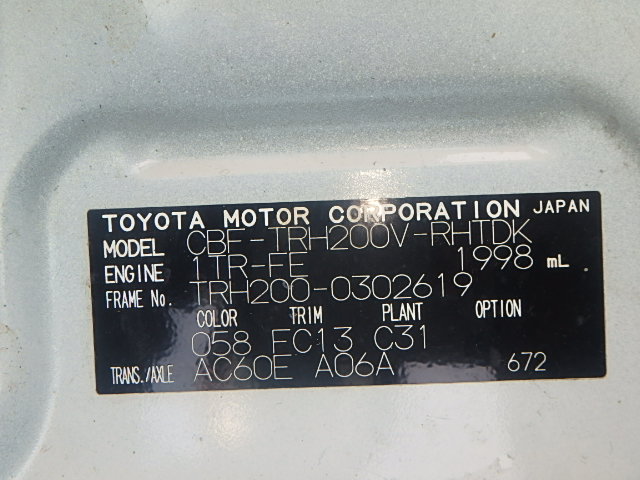 TOYOTA MOTOR CORPORATION JAPAN
MODEL CBF-TRH200V-RHTDK
ENGINE 1TR-FE 1998 mL
FRAME No. TRH200-0302619
COLOR TRIM PLANT OPTION
058 FC13 C31
TRANS./AXLE AC60E A06A 672